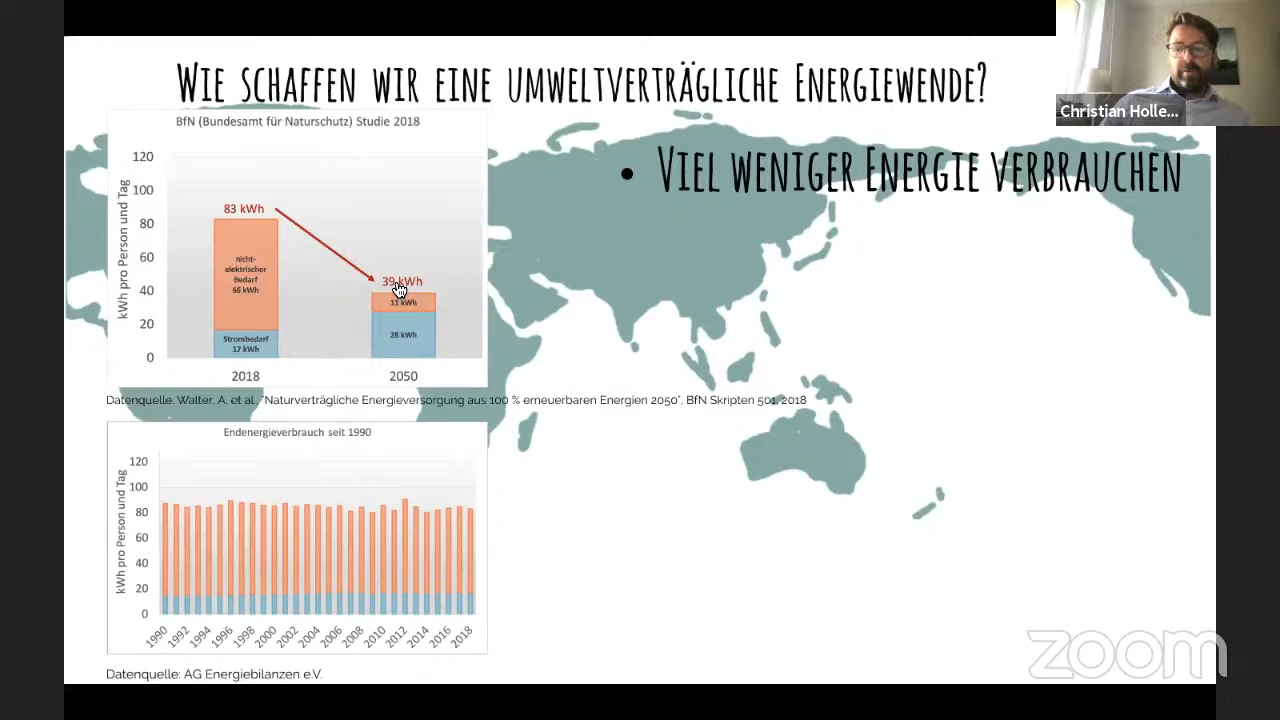 Wie schaffen wir eine umweltverträgliche Energiewende?
Christian Holle...
BfN (Bundesamt für Naturschutz) Studie 2018
Viel weniger Energie verbrauchen
kWh pro Person und Tag
120
100
80
60
40
20
0
83 kWh
nicht-
elektrischer
Bedarf
66 kWh
Strombedarf
17 kWh
39 kWh
11 kWh
28 kWh
2018
2050
Datenquelle: Walter, A. et al., "Naturverträgliche Energieversorgung aus 100 % erneuerbaren Energien 2050", BfN Skripten 501, 2018
Endenergieverbrauch seit 1990
kWh pro Person und Tag
120
100
80
60
40
20
0
1990
1992
1994
1996
1998
2000
2002
2004
2006
2008
2010
2012
2014
2016
2018
Datenquelle: AG Energiebilanzen e.V.
zoom